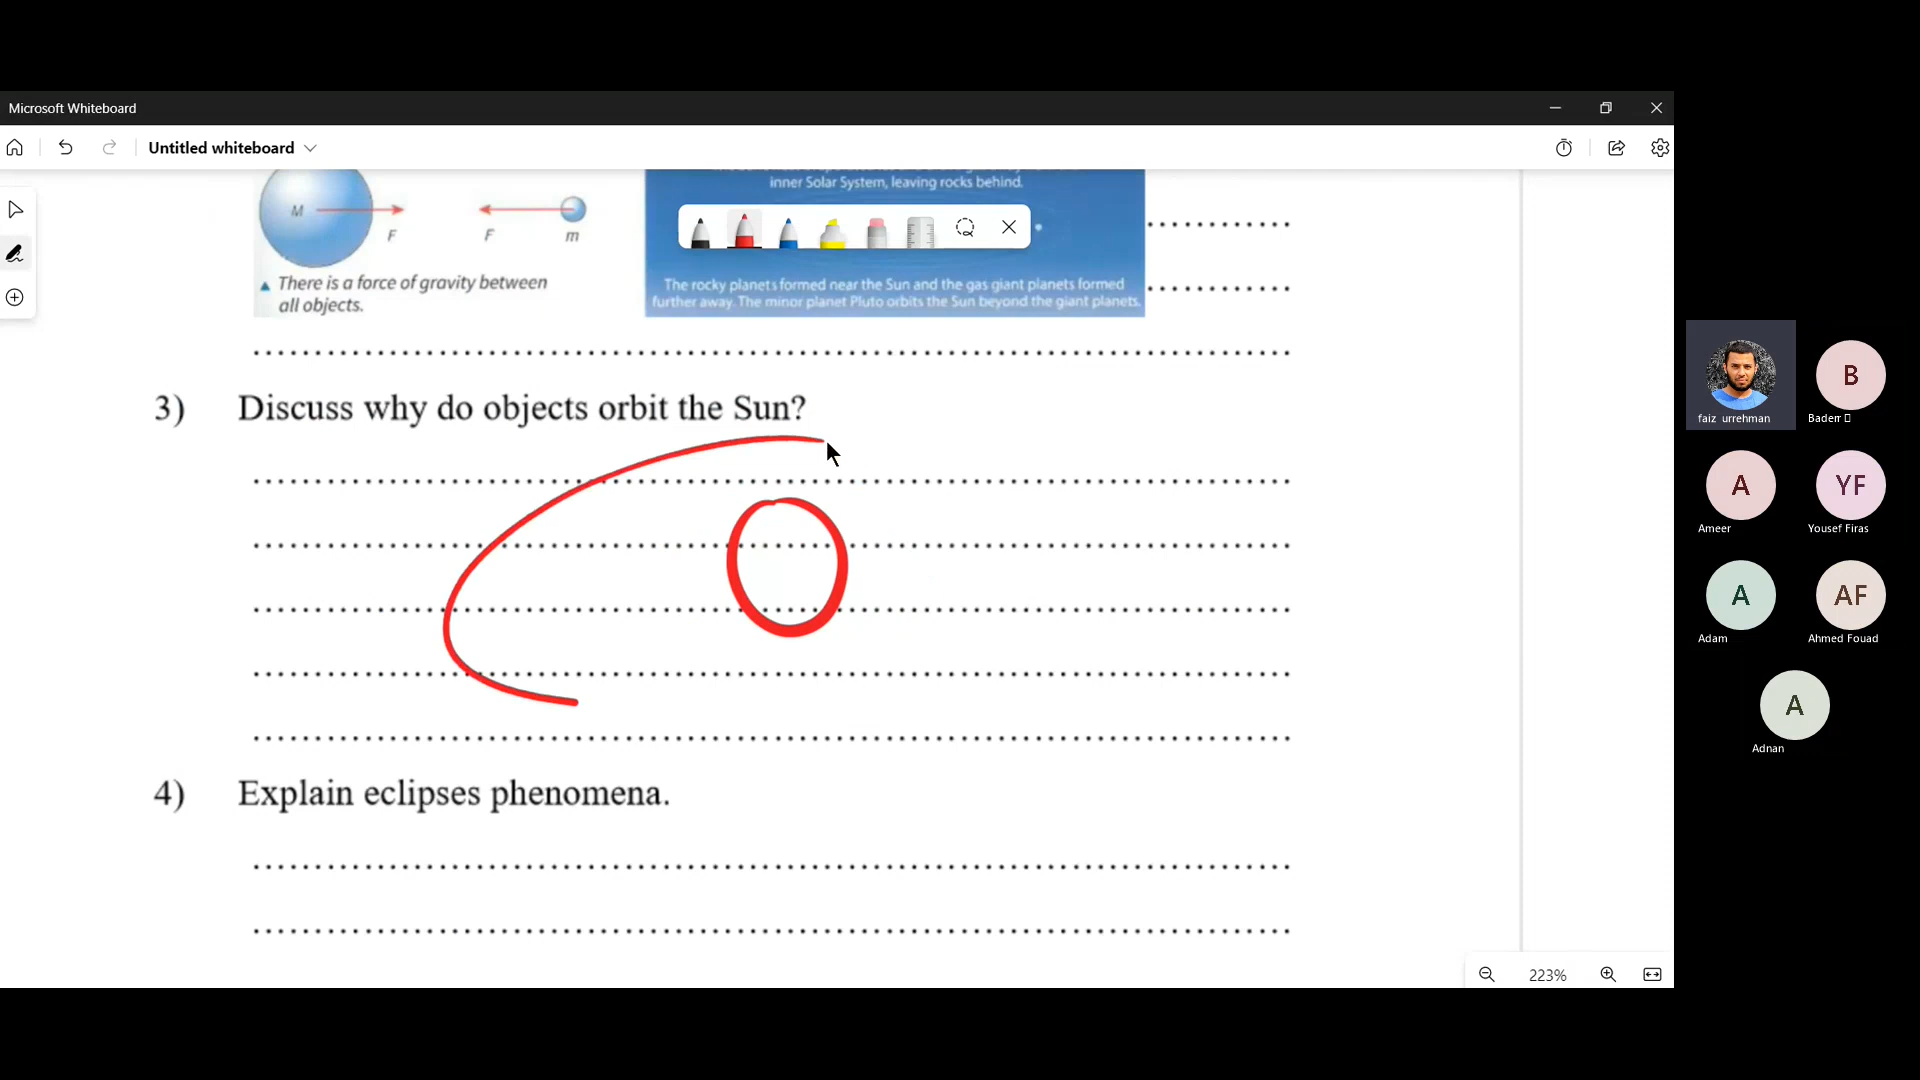 Microsoft Whiteboard
Untitled whiteboard
inner Solar System, leaving rocks behind.
M
F
F
m
There is a force of gravity between
all objects.
The rocky planets formed near the Sun and the gas giant planets formed
further away. The minor planet Pluto orbits the Sun beyond the giant planets.
3) Discuss why do objects orbit the Sun?
4) Explain eclipses phenomena.
223%
faiz urrehman
B
Baderr
A
Ameer
YF
Yousef Firas
A
Adam
AF
Ahmed Fouad
A
Adnan